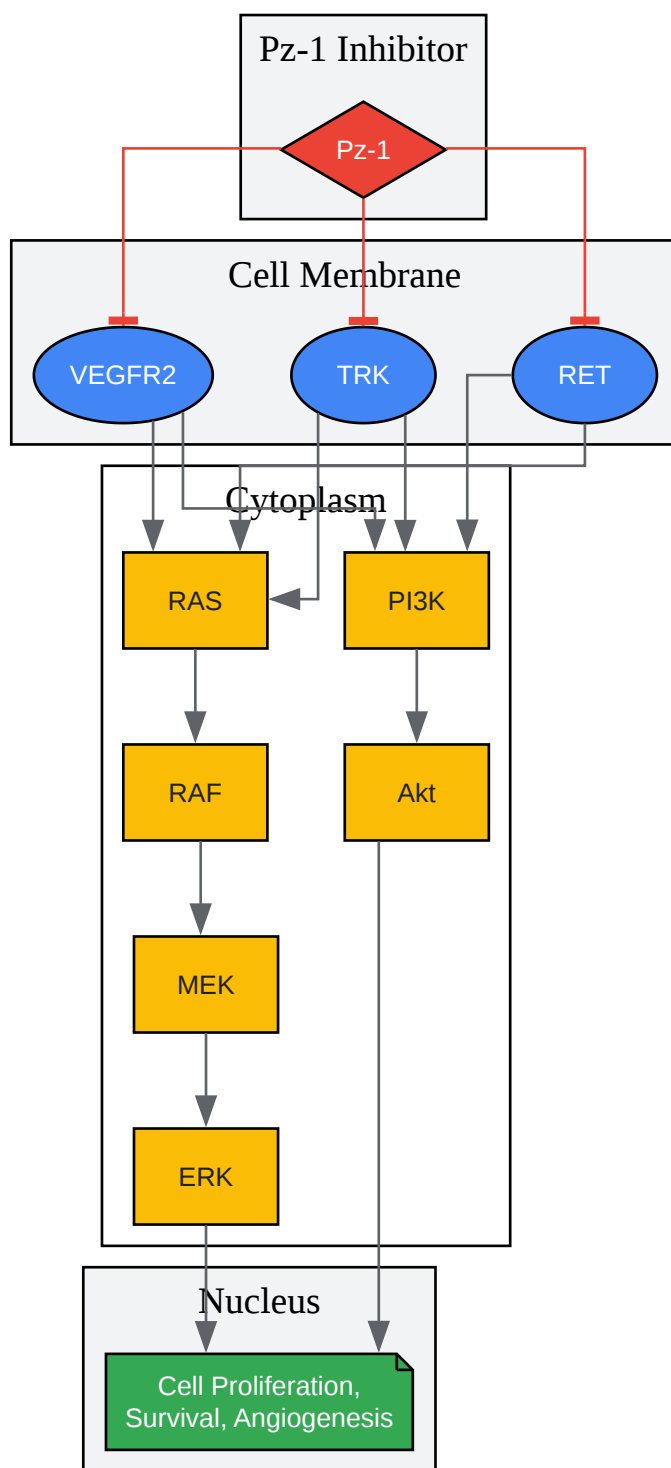 Pz-1 Inhibitor
Pz-1
Cell Membrane
VEGFR2
TRK
RET
Cytoplasm
RAS
PI3K
RAF
Akt
MEK
ERK
Nucleus
Cell Proliferation,
Survival, Angiogenesis